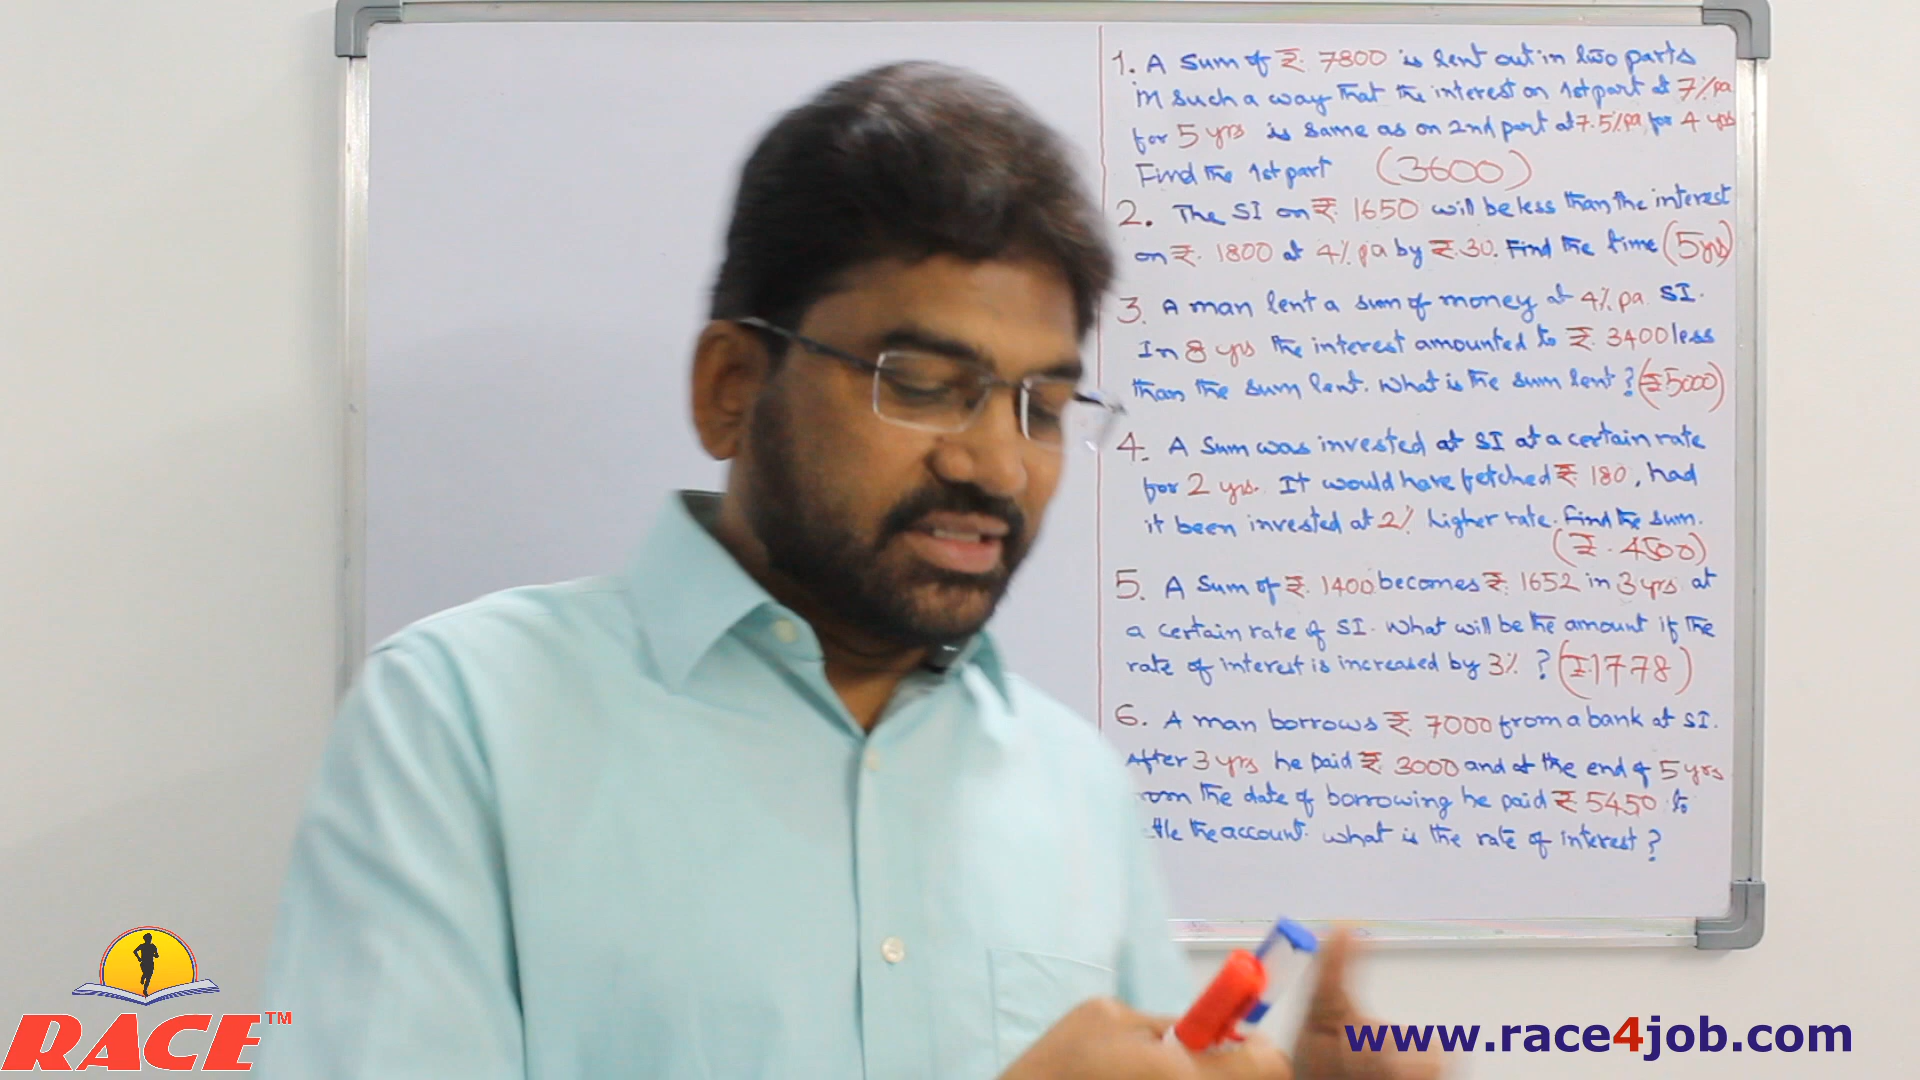 1. A Sum of ₹. 7800 is lent out in two parts
in such a way that the interest on 1st part at 7% pa
for 5 yrs is same as on 2nd part at 7.5% pa for 4 yrs
Find the 1st part (3600)
2. The SI on ₹. 1650 will be less than the interest
on ₹. 1800 at 4% pa by ₹.30. Find the time (5yrs)
3. A man lent a sum of money at 4% pa SI.
In 8 yrs the interest amounted to ₹. 3400 less
than the sum lent. What is the sum lent? (₹.5000)
4. A Sum was invested at SI at a certain rate
for 2 yrs. It would have fetched ₹. 180, had
it been invested at 2% higher rate. Find the sum.
(₹. 4500)
5. A Sum of ₹. 1400 becomes ₹. 1652 in 3 yrs at
a certain rate of SI. What will be the amount if the
rate of interest is increased by 3% ? (₹.1778)
6. A man borrows ₹. 7000 from a bank at SI.
After 3 yrs he paid ₹. 3000 and at the end of 5 yrs
rom the date of borrowing he paid ₹. 5450 to
ttle the account. what is the rate of interest?
RACE™
www.race4job.com